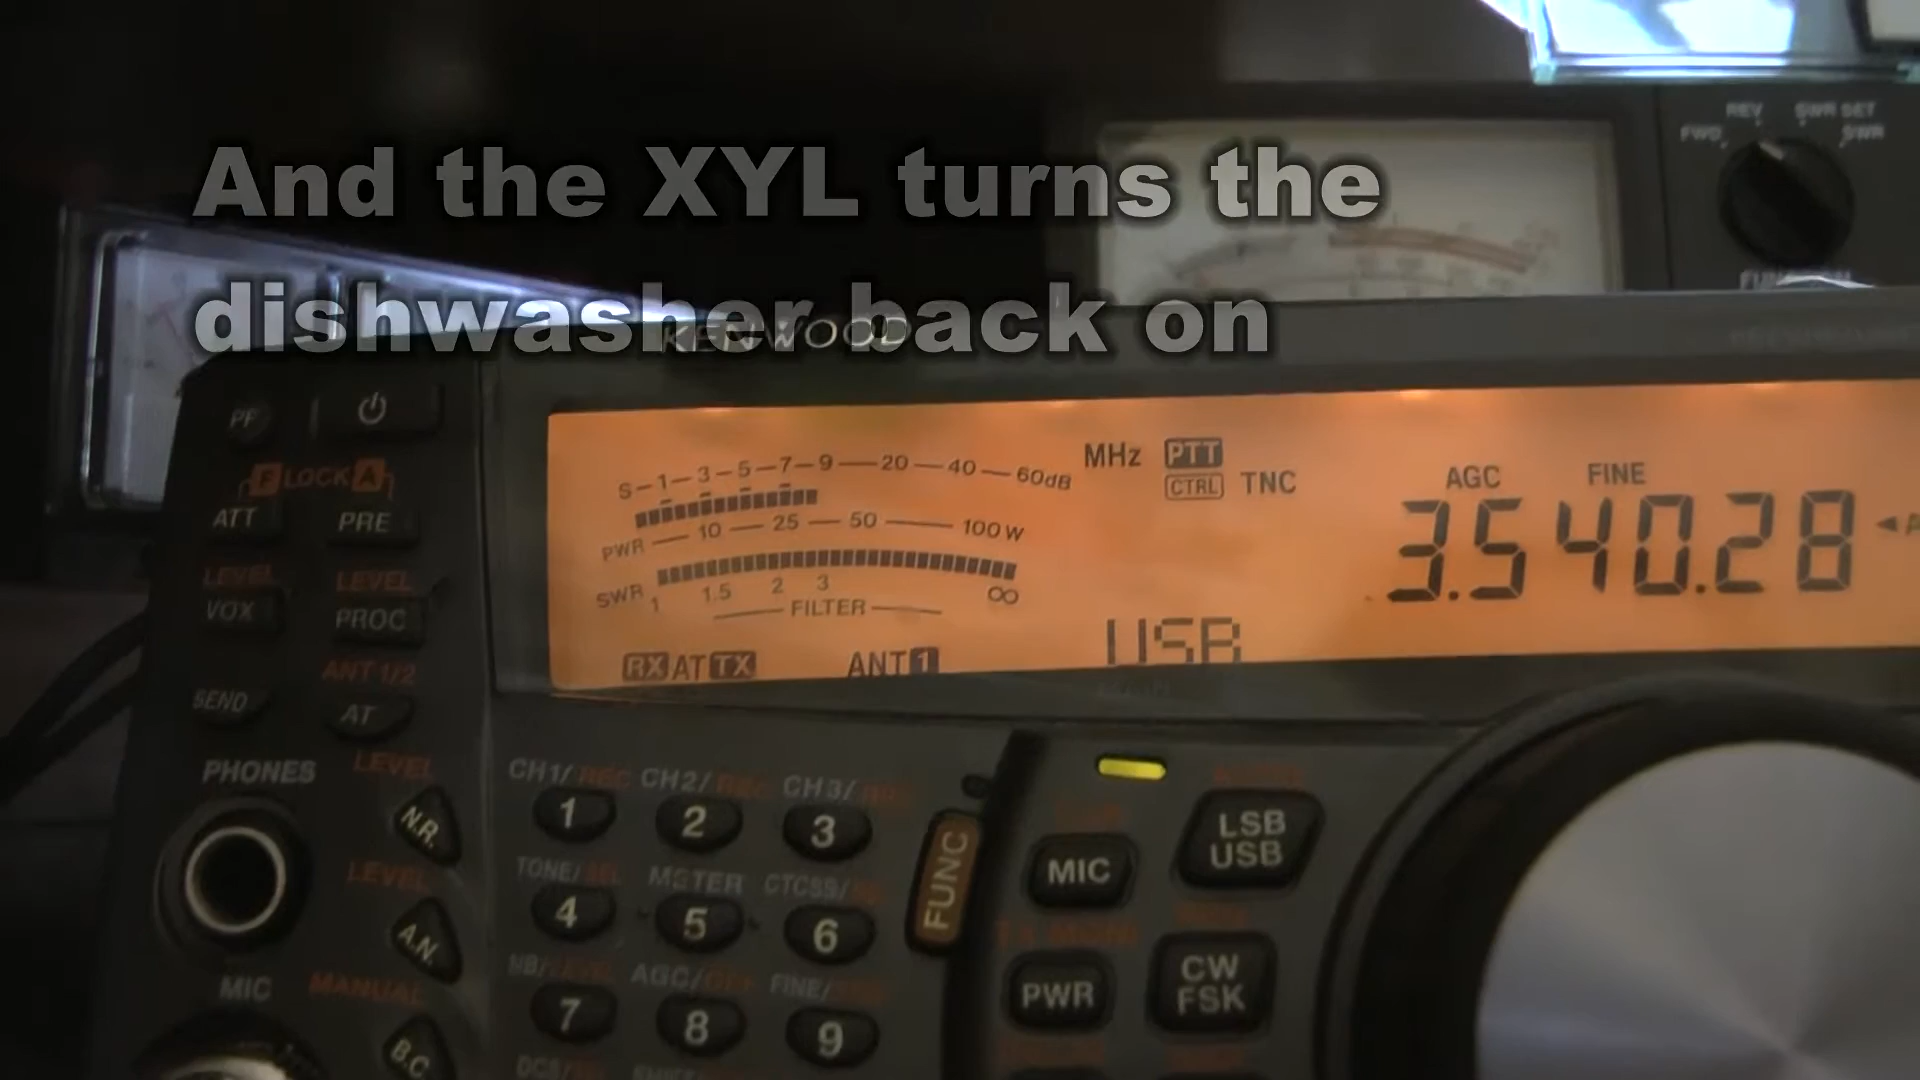 And the XYL turns the
dishwasher back on
REV SWR SET
FWD SWR
FUNCTION
KENWOOD
PF
F LOCK A
ATT PRE
LEVEL LEVEL
VOX PROC
ANT 1/2
SEND AT
PHONES LEVEL
N.R.
LEVEL
A.N.
MIC MANUAL
B.C
S-1-3-5-7-9-20-40-60dB
PWR 10 25 50 100 W
SWR 1 1.5 2 3 ∞
FILTER
RX AT TX ANT 1
MHz PTT
CTRL TNC
AGC FINE
3.540.28
USB
CH1/REC CH2/REC CH3/REC
1 2 3
TONE/SEL METER CTCSS/SEL
4 5 6
NB/LEVEL AGC/OFF FINE/
7 8 9
FUNC
MIC
LSB
USB
PWR
CW
FSK